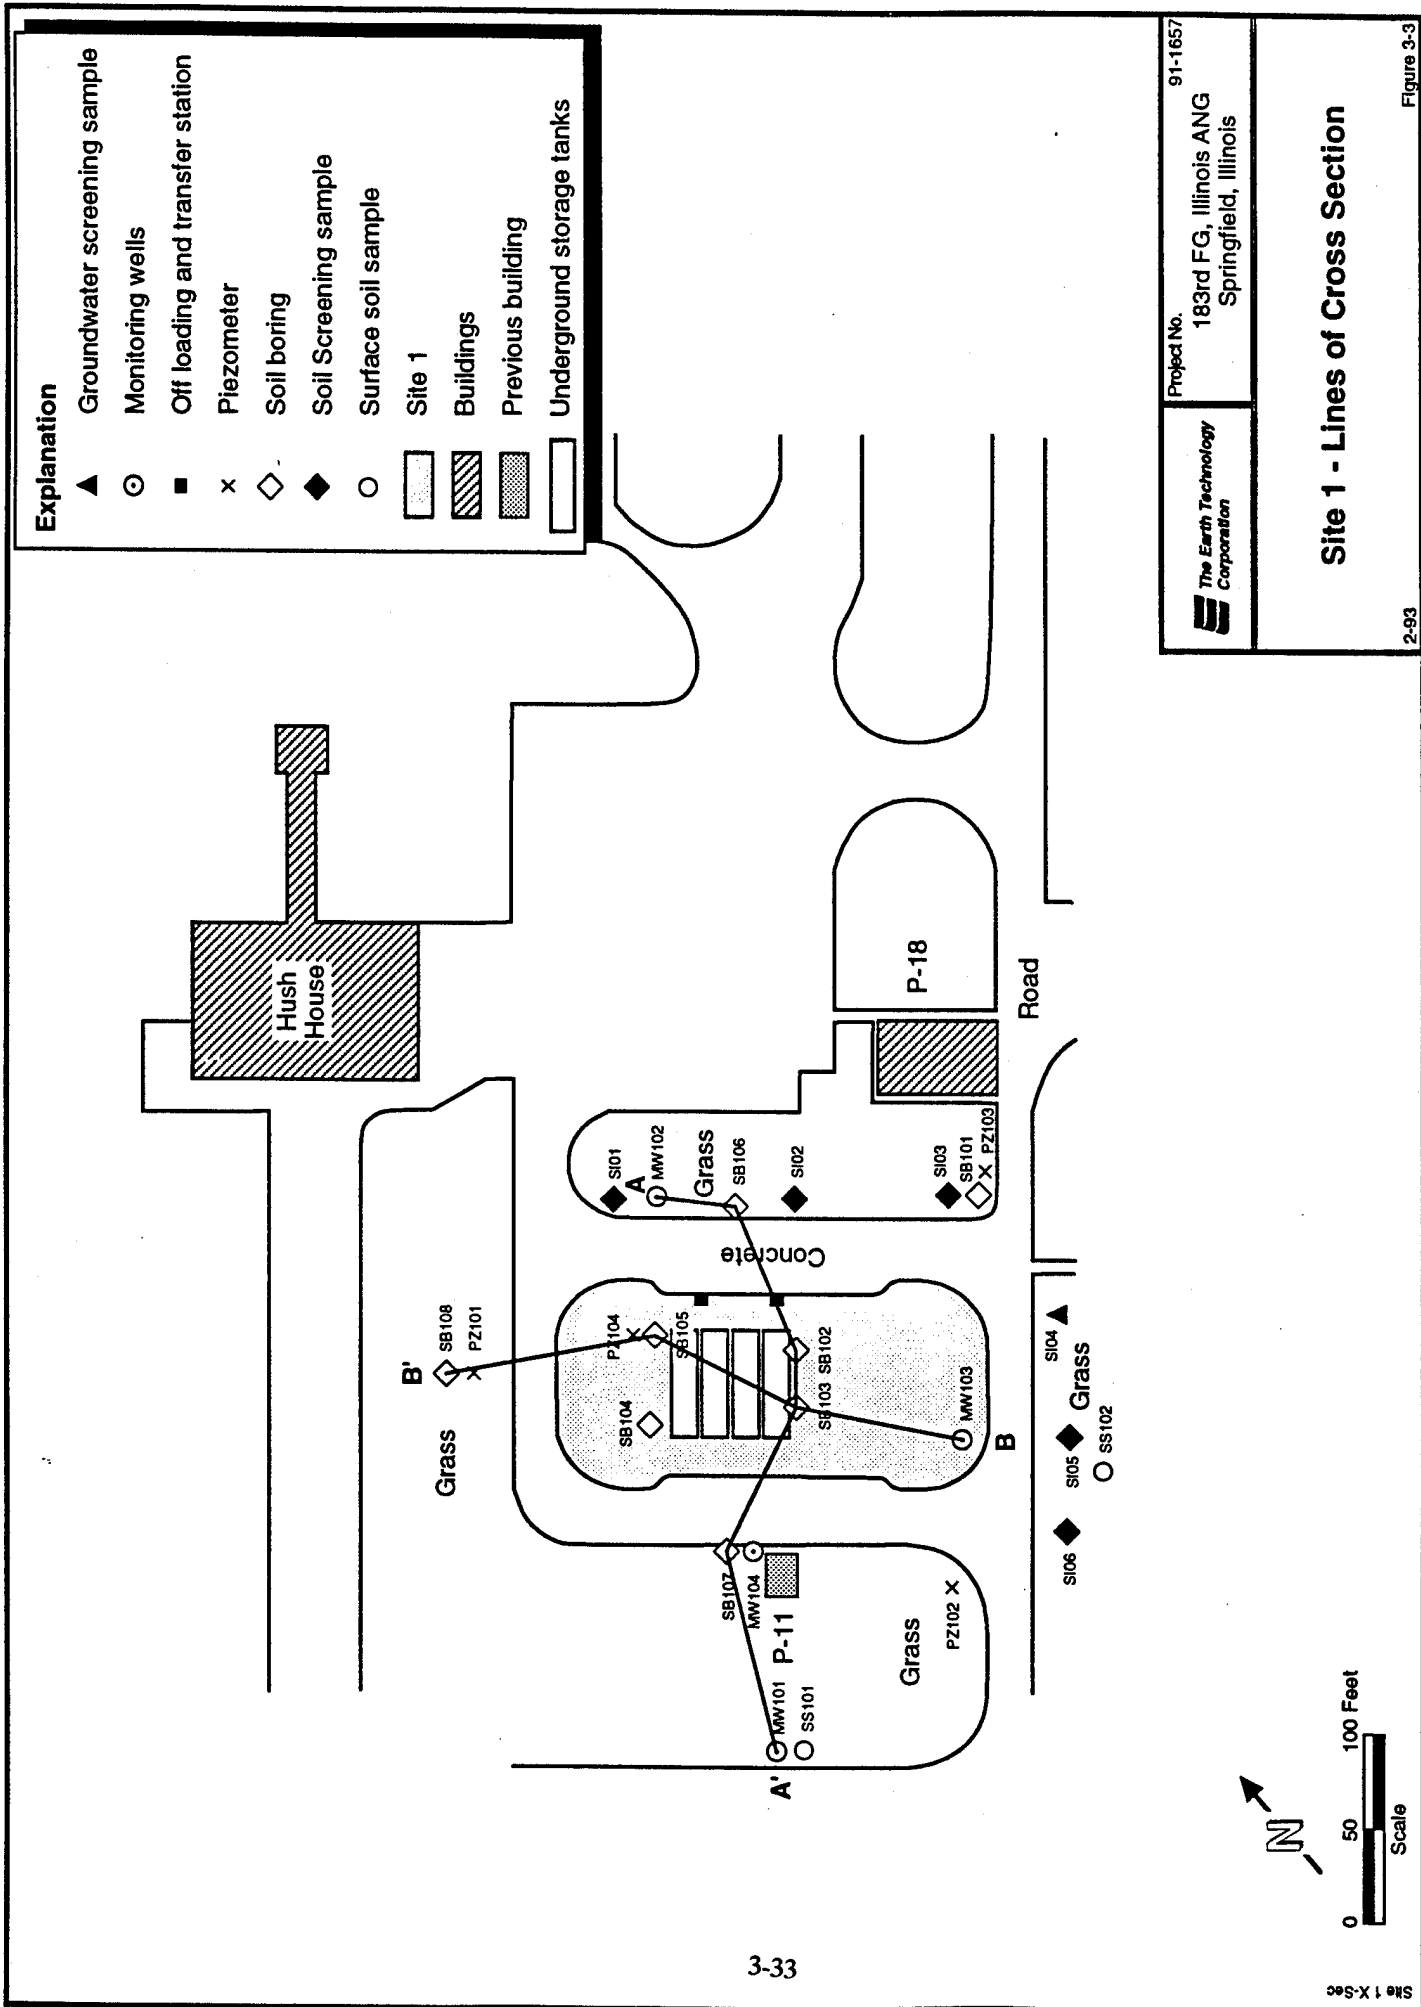 Explanation
Groundwater screening sample
Monitoring wells
Off loading and transfer station
Piezometer
Soil boring
Soil Screening sample
Surface soil sample
Site 1
Buildings
Previous building
Underground storage tanks
Hush
House
B'
SB108
PZ101
Grass
SI01
A
MW102
Grass
SB106
SI02
SI03
SB101
PZ103
P-18
Road
Concrete
PZ104
SB105
SB104
SB102
SB103
MW103
B
SB107
MW104
P-11
A'
MW101
SS101
Grass
PZ102
SI04
Grass
SI05
SS102
SI06
N
0 50 100 Feet
Scale
The Earth Technology
Corporation
Project No. 91-1657
183rd FG, Illinois ANG
Springfield, Illinois
Site 1 - Lines of Cross Section
2-93 Figure 3-3
Site 1 X-Sec
3-33